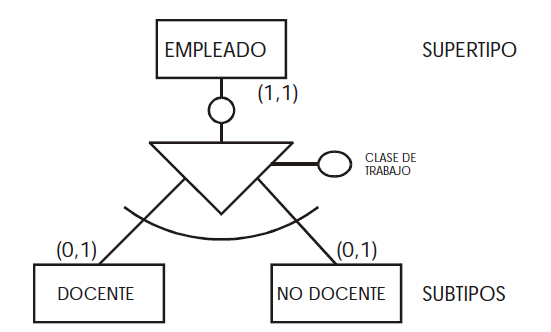 EMPLEADO
SUPERTIPO
(1,1)
CLASE DE
TRABAJO
(0,1)
(0,1)
DOCENTE
NO DOCENTE
SUBTIPOS